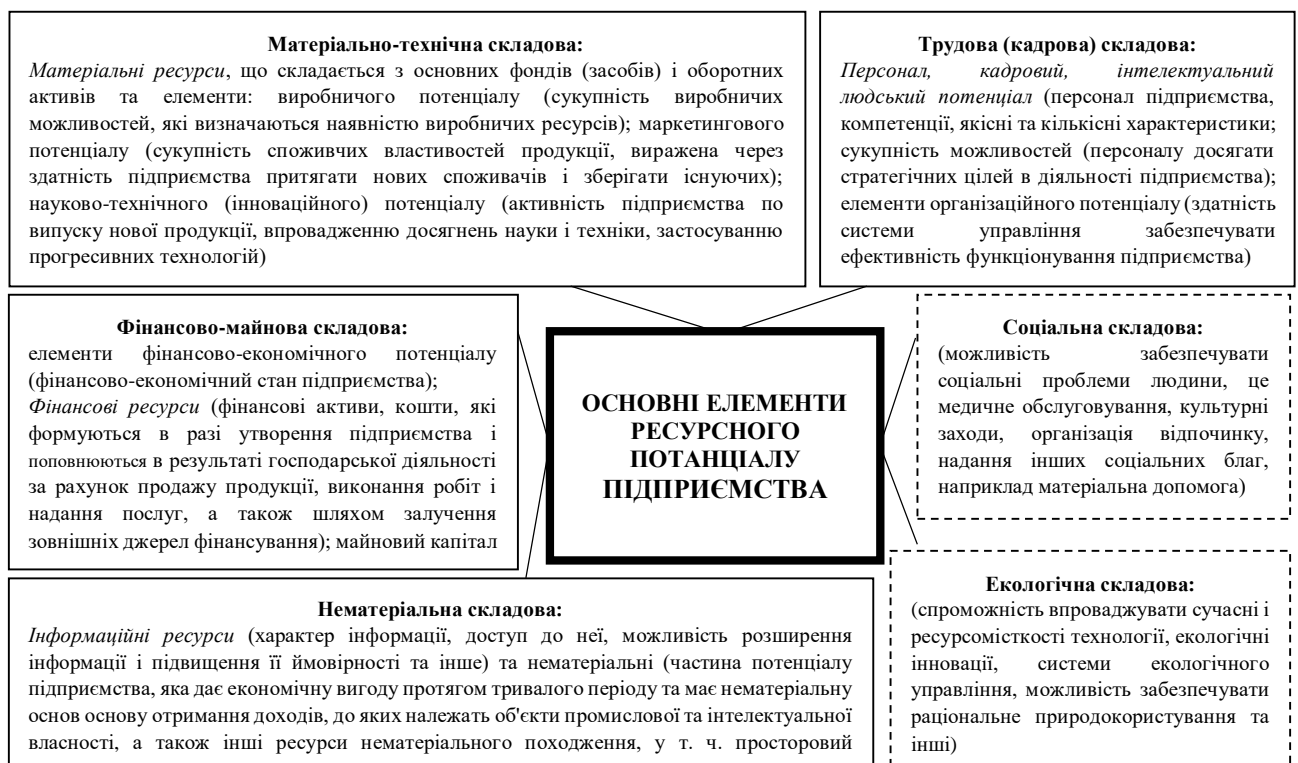 Матеріально-технічна складова:
Матеріальні ресурси, що складається з основних фондів (засобів) і оборотних
активів та елементи: виробничого потенціалу (сукупність виробничих
можливостей, які визначаються наявністю виробничих ресурсів); маркетингового
потенціалу (сукупність споживчих властивостей продукції, виражена через
здатність підприємства притягати нових споживачів і зберігати існуючих);
науково-технічного (інноваційного) потенціалу (активність підприємства по
випуску нової продукції, впровадженню досягнень науки і техніки, застосуванню
прогресивних технологій)
Трудова (кадрова) складова:
Персонал, кадровий, інтелектуальний
людський потенціал (персонал підприємства,
компетенції, якісні та кількісні характеристики;
сукупність можливостей (персоналу досягати
стратегічних цілей в діяльності підприємства);
елементи організаційного потенціалу (здатність
системи управління забезпечувати
ефективність функціонування підприємства)
Фінансово-майнова складова:
елементи фінансово-економічного потенціалу
(фінансово-економічний стан підприємства);
Фінансові ресурси (фінансові активи, кошти, які
формуються в разі утворення підприємства і
поповнюються в результаті господарської діяльності
за рахунок продажу продукції, виконання робіт і
надання послуг, а також шляхом залучення
зовнішніх джерел фінансування); майновий капітал
ОСНОВНІ ЕЛЕМЕНТИ
РЕСУРСНОГО
ПОТАНЦІАЛУ
ПІДПРИЄМСТВА
Соціальна складова:
(можливість забезпечувати
соціальні проблеми людини, це
медичне обслуговування, культурні
заходи, організація відпочинку,
надання інших соціальних благ,
наприклад матеріальна допомога)
Нематеріальна складова:
Інформаційні ресурси (характер інформації, доступ до неї, можливість розширення
інформації і підвищення її ймовірності та інше) та нематеріальні (частина потенціалу
підприємства, яка дає економічну вигоду протягом тривалого періоду та має нематеріальну
основ основу отримання доходів, до яких належать об'єкти промислової та інтелектуальної
власності, а також інші ресурси нематеріального походження, у т. ч. просторовий
Екологічна складова:
(спроможність впроваджувати сучасні і
ресурсомісткості технології, екологічні
інновації, системи екологічного
управління, можливість забезпечувати
раціональне природокористування та
інші)